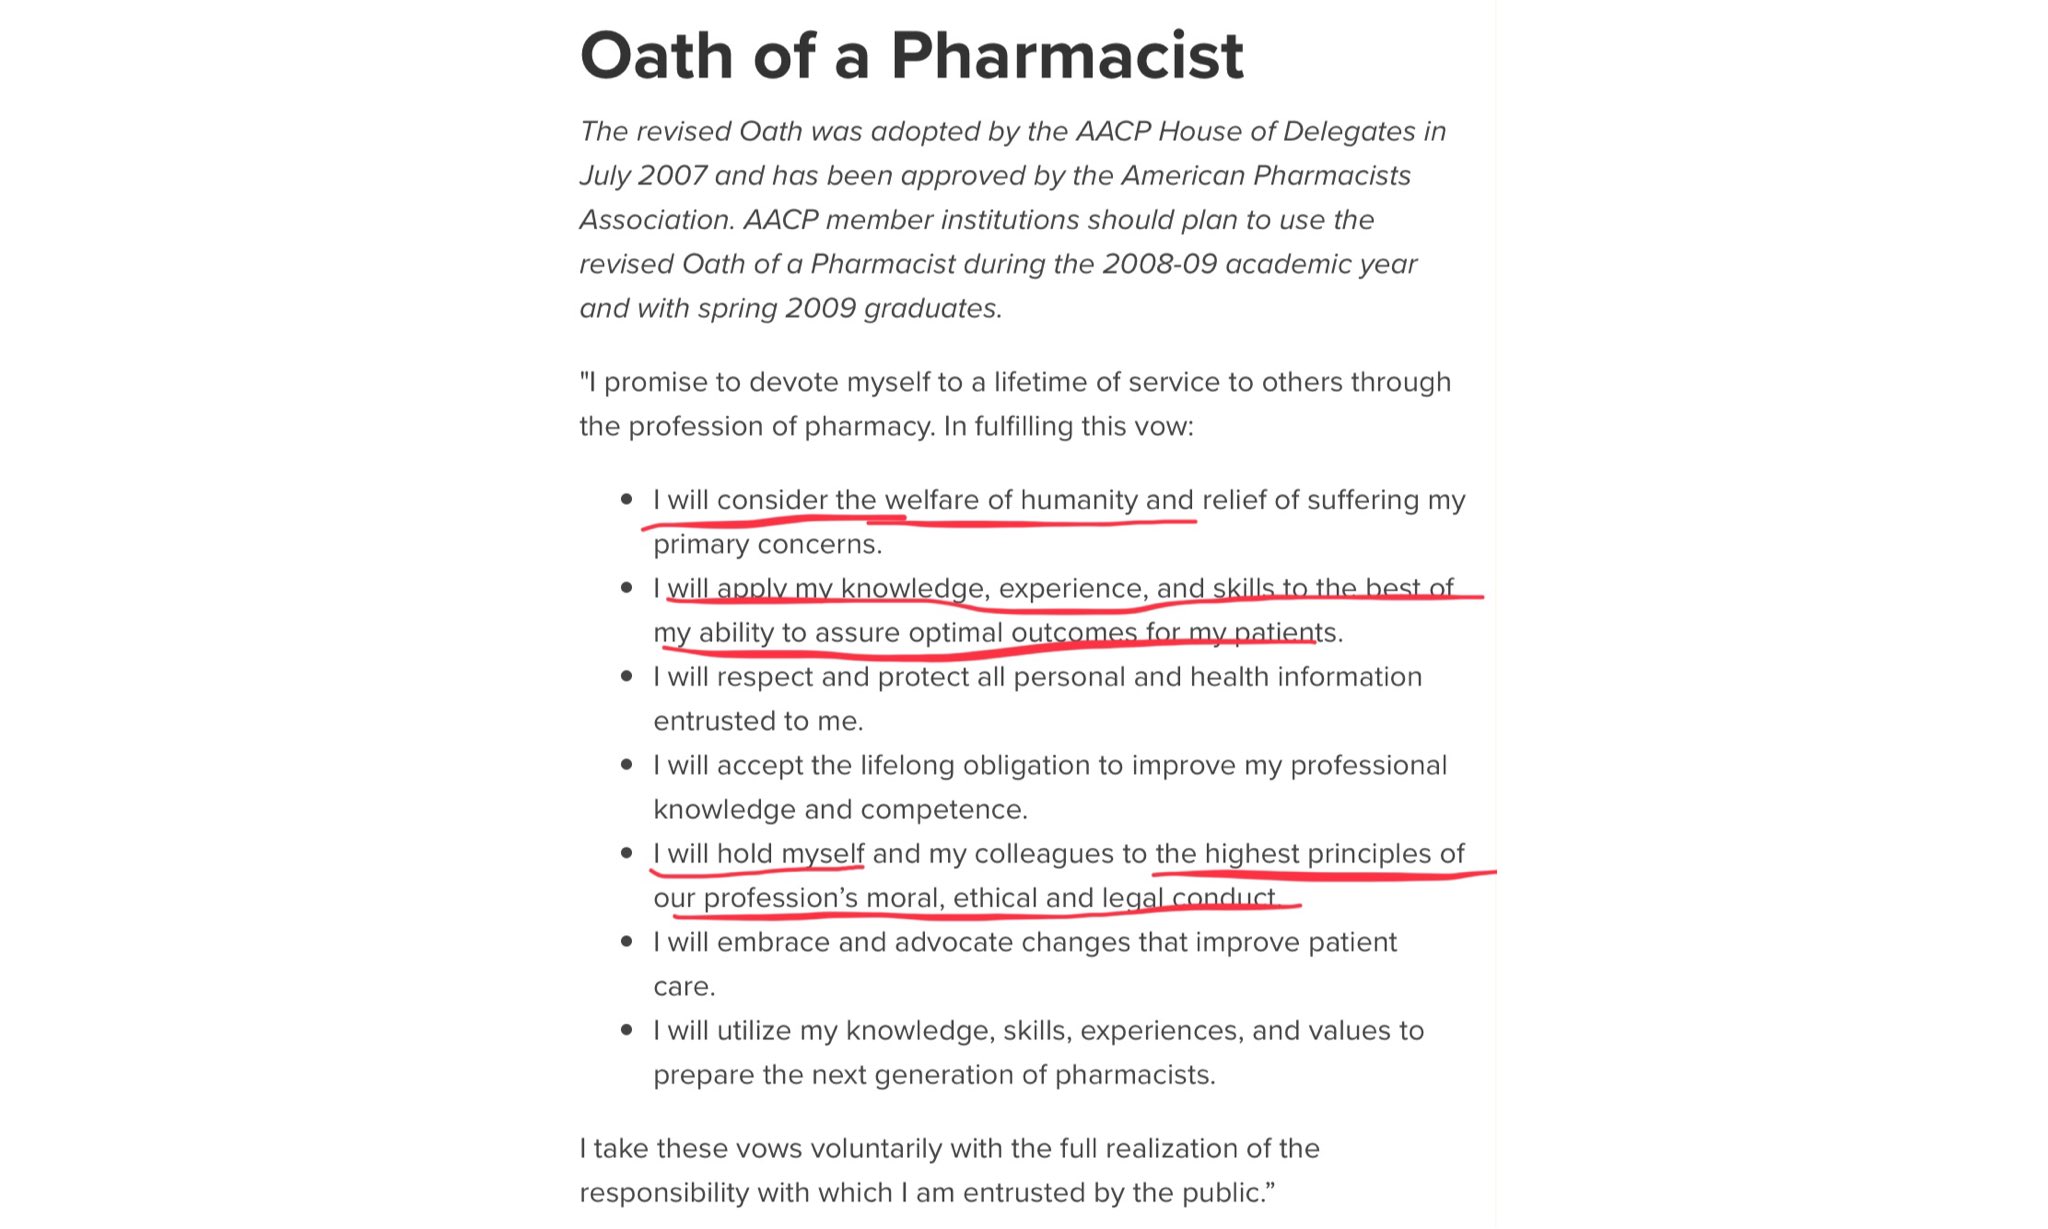 Oath of a Pharmacist
The revised Oath was adopted by the AACP House of Delegates in
July 2007 and has been approved by the American Pharmacists
Association. AACP member institutions should plan to use the
revised Oath of a Pharmacist during the 2008-09 academic year
and with spring 2009 graduates.
"I promise to devote myself to a lifetime of service to others through
the profession of pharmacy. In fulfilling this vow:
• I will consider the welfare of humanity and relief of suffering my
primary concerns.
• I will apply my knowledge, experience, and skills to the best of
my ability to assure optimal outcomes for my patients.
• I will respect and protect all personal and health information
entrusted to me.
• I will accept the lifelong obligation to improve my professional
knowledge and competence.
• I will hold myself and my colleagues to the highest principles of
our profession’s moral, ethical and legal conduct.
• I will embrace and advocate changes that improve patient
care.
• I will utilize my knowledge, skills, experiences, and values to
prepare the next generation of pharmacists.
I take these vows voluntarily with the full realization of the
responsibility with which I am entrusted by the public.”